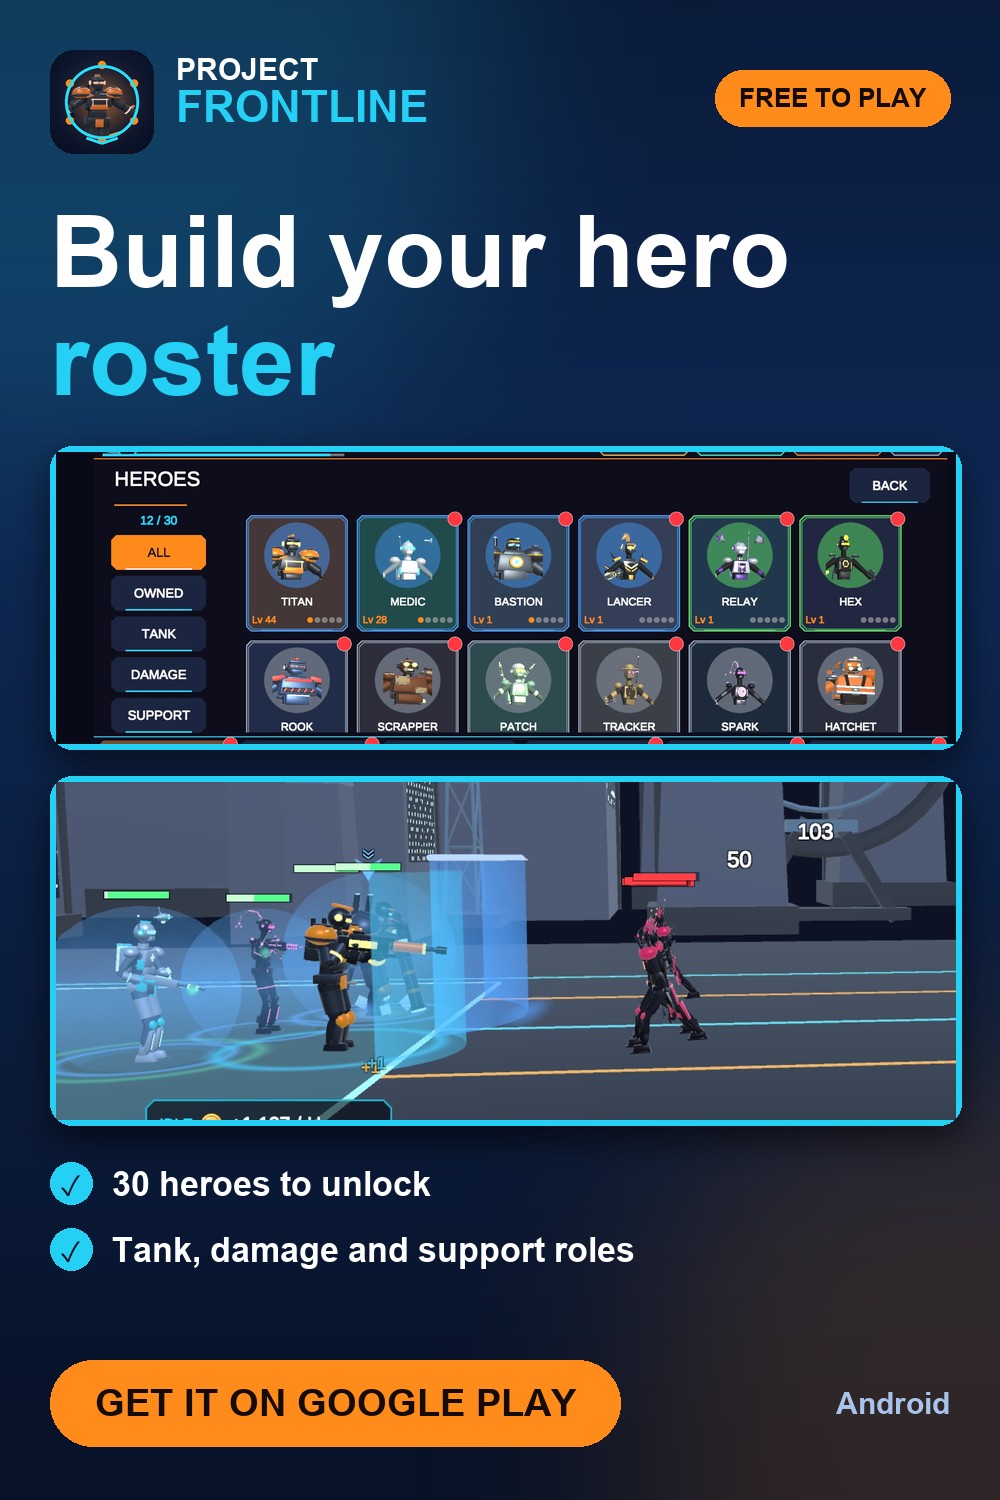 PROJECT
FRONTLINE
FREE TO PLAY
Build your hero
roster
HEROES
BACK
12 / 30
ALL
OWNED
TANK
DAMAGE
SUPPORT
TITAN
MEDIC
BASTION
LANCER
RELAY
HEX
Lv 44
Lv 28
Lv 1
Lv 1
Lv 1
Lv 1
ROOK
SCRAPPER
PATCH
TRACKER
SPARK
HATCHET
103
50
30 heroes to unlock
Tank, damage and support roles
GET IT ON GOOGLE PLAY
Android